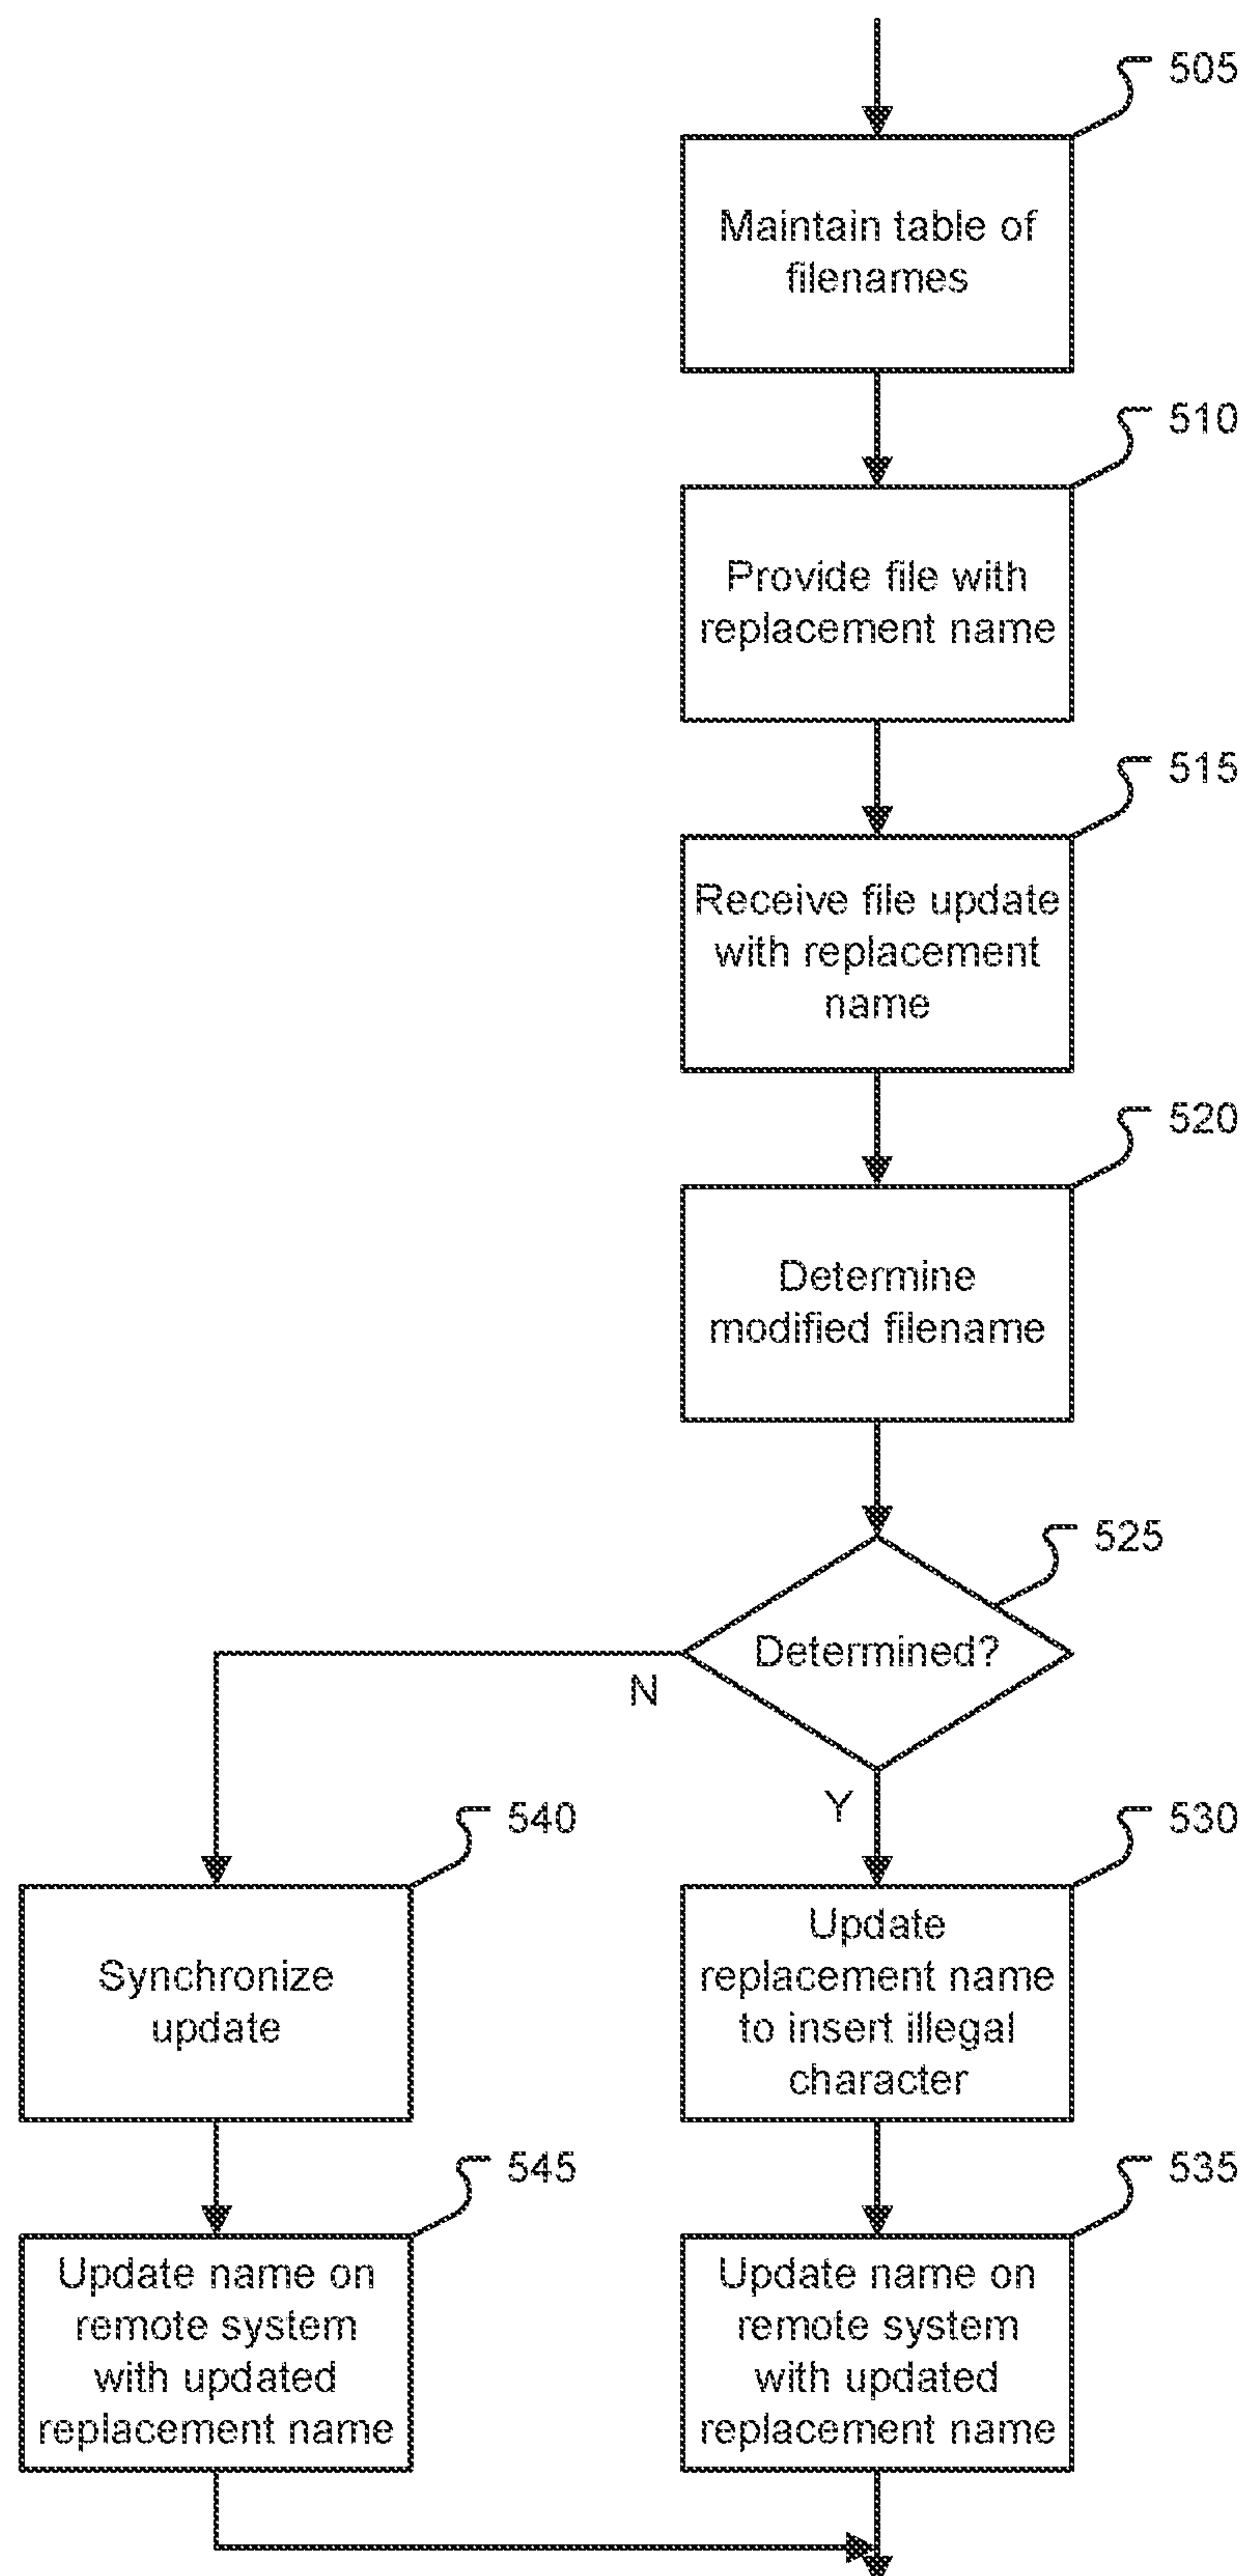 505
Maintain table of
filenames
510
Provide file with
replacement name
515
Receive file update
with replacement
name
520
Determine
modified filename
525
Determined?
N
Y
540
530
Synchronize
update
Update
replacement name
to insert illegal
character
545
535
Update name on
remote system
with updated
replacement name
Update name on
remote system
with updated
replacement name